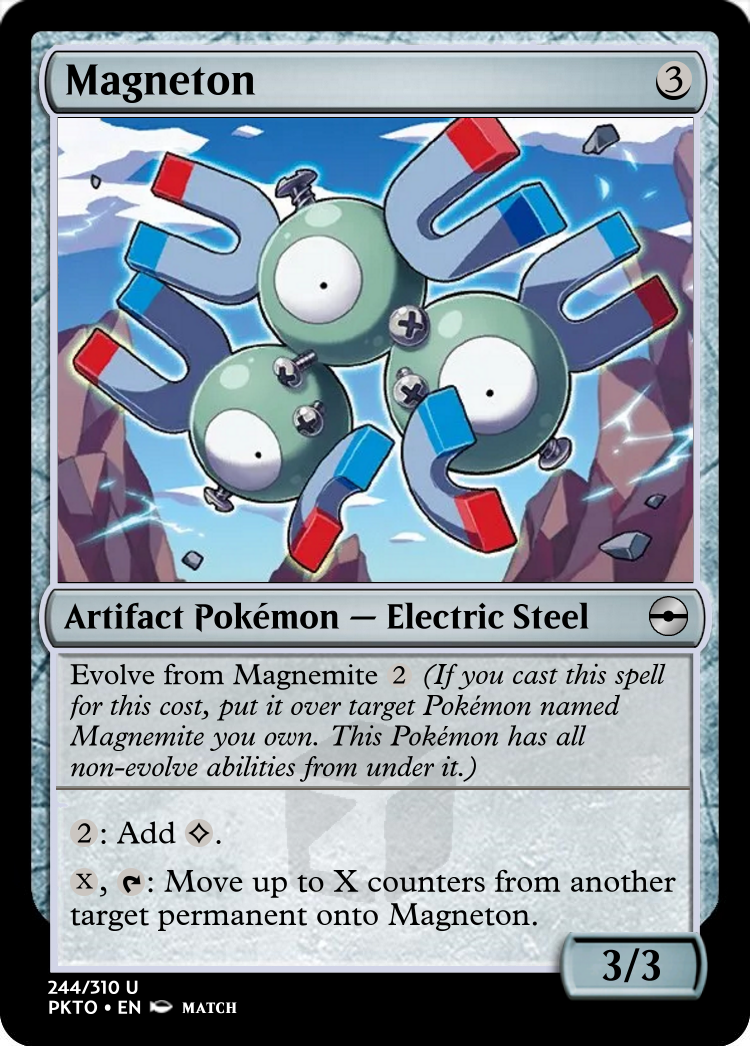 Magneton 3
Artifact Pokémon — Electric Steel
Evolve from Magnemite 2 (If you cast this spell
for this cost, put it over target Pokémon named
Magnemite you own. This Pokémon has all
non-evolve abilities from under it.)
2: Add .
X, : Move up to X counters from another
target permanent onto Magneton.
3/3
244/310 U
PKTO • EN MATCH